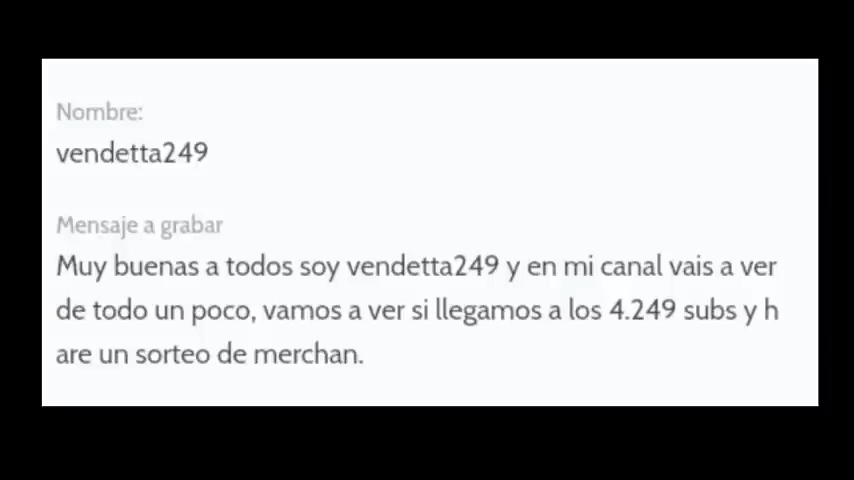 Nombre:
vendetta249
Mensaje a grabar
Muy buenas a todos soy vendetta249 y en mi canal vais a ver
de todo un poco, vamos a ver si llegamos a los 4.249 subs y h
are un sorteo de merchan.